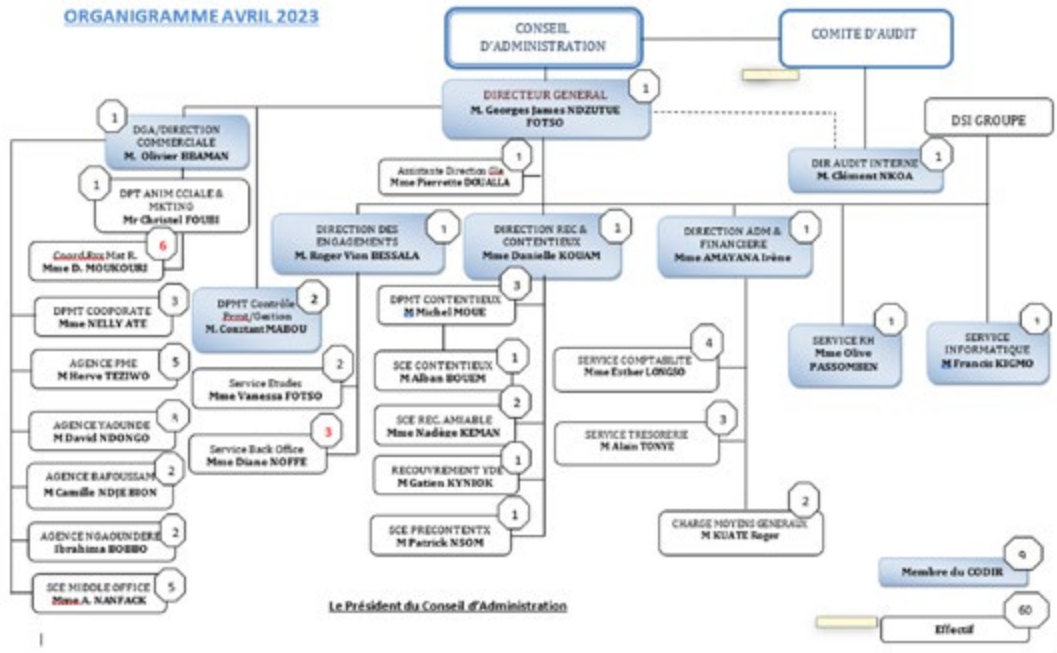 ORGANIGRAMME AVRIL 2023
CONSEIL
D'ADMINISTRATION
COMITE D'AUDIT
DIRECTEUR GENERAL
M. Georges James NDZUTUE
FOTSO
1
DSI GROUPE
DGA/DIRECTION
COMMERCIALE
M. Olivier BEAMAN
1
DIR AUDIT INTERNE
M. Clément NKOA
1
Assistante Direction Gle
Mme Pierrette DOUALLA
1
DPT ANIM CCIALE &
MKTING
Mr Christel FOUBI
1
Coord.Rsx Mat R.
Mme D. MOUKOURI
6
DIRECTION DES
ENGAGEMENTS
M. Roger Vion BESSALA
1
DIRECTION REC &
CONTENTIEUX
Mme Danielle KOUAM
1
DIRECTION ADM &
FINANCIERE
Mme AMAYANA Irène
1
DPMT COOPORATE
Mme NELLY ATE
3
DPMT Contrôle
Perm/Gestion
M. Constant MABOU
2
DPMT CONTENTIEUX
M Michel MOUE
3
SERVICE RH
Mme Olive
PASSOMBEN
1
SERVICE
INFORMATIQUE
M Francis KIGMO
1
AGENCE PME
M Herve TEZIWO
5
Service Etudes
Mme Vanessa FOTSO
2
SCE CONTENTIEUX
M Alban BOUEM
1
SERVICE COMPTABILITE
Mme Esther LONGSO
4
AGENCE YAOUNDE
M David NDONGO
SCE REC. AMIABLE
Mme Nadège KEMAN
2
SERVICE TRESORERIE
M Alain TONYE
3
Service Back Office
Mme Diane NOFFE
3
AGENCE BAFOUSSAM
M Camille NDJE BION
2
RECOUVREMENT YDE
M Gatien KYNIOK
1
AGENCE NGAOUNDERE
Ibrahima BOBBO
2
SCE PRECONTENTX
M Patrick NSOM
1
CHARGE MOYENS GENERAUX
M KUATE Roger
2
SCE MIDDLE OFFICE
Mme A. NANFACK
5
Membre du CODIR
9
Le Président du Conseil d'Administration
Effectif
60